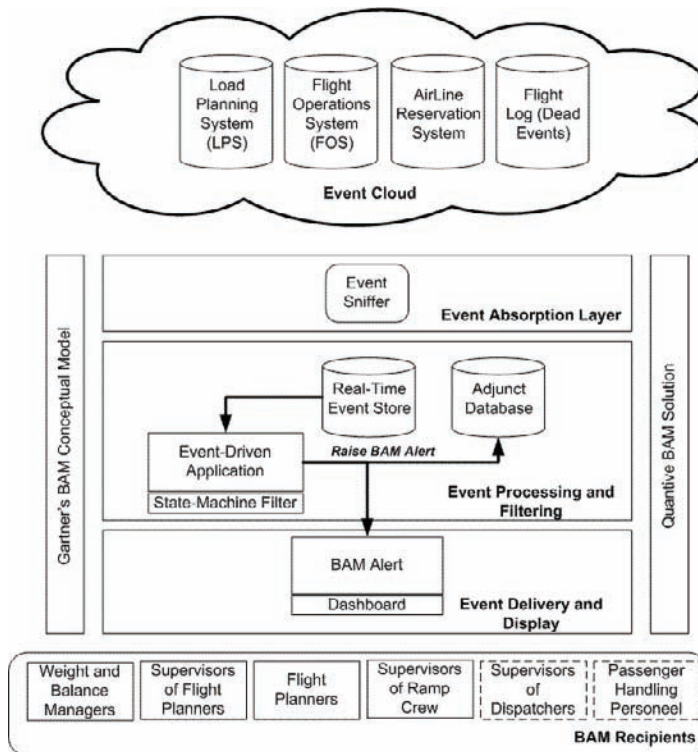 Load
Planning
System
(LPS)
Flight
Operations
System
(FOS)
AirLine
Reservation
System
Flight
Log (Dead
Events)
Event Cloud
Gartner's BAM Conceptual Model
Event
Sniffer
Event Absorption Layer
Real-Time
Event Store
Adjunct
Database
Event-Driven
Application
Raise BAM Alert
State-Machine Filter
Event Processing and
Filtering
BAM Alert
Dashboard
Event Delivery and
Display
Quantive BAM Solution
Weight and
Balance
Managers
Supervisors
of Flight
Planners
Flight
Planners
Supervisors
of Ramp
Crew
Supervisors
of
Dispatchers
Passenger
Handling
Personeel
BAM Recipients